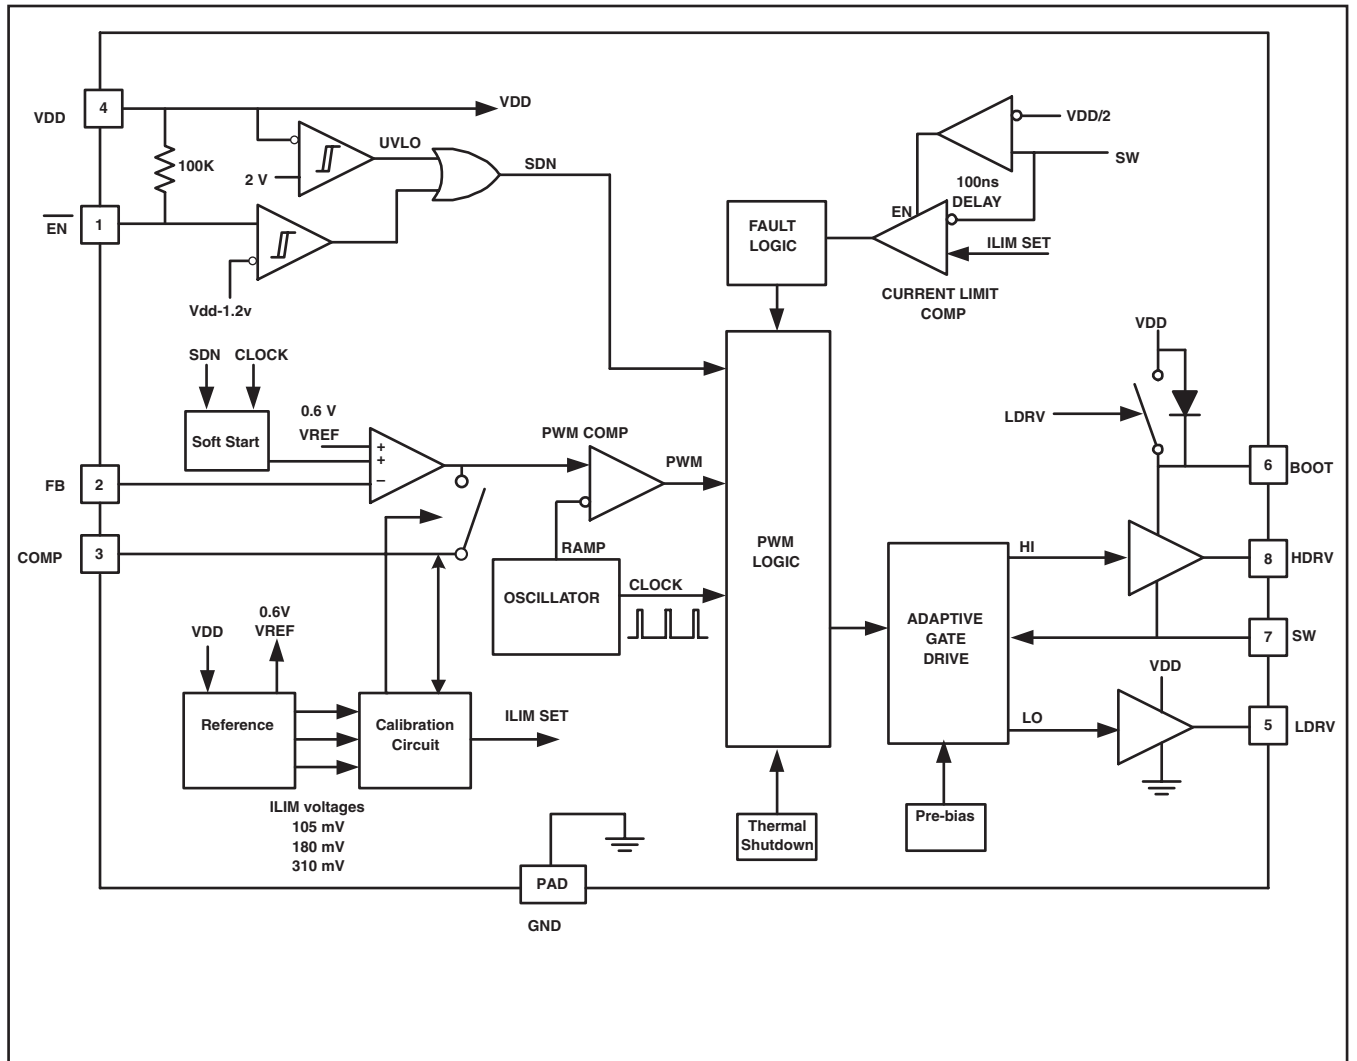 4
VDD
VDD
100K
UVLO
2 V
SDN
1
EN
Vdd-1.2v
VDD/2
SW
100ns
DELAY
EN
ILIM SET
FAULT
LOGIC
CURRENT LIMIT
COMP
SDN CLOCK
Soft Start
0.6 V
VREF
+
+
–
2
FB
3
COMP
PWM COMP
PWM
RAMP
OSCILLATOR
CLOCK
PWM
LOGIC
VDD
LDRV
6
BOOT
HI
8
HDRV
ADAPTIVE
GATE
DRIVE
7
SW
VDD
LO
5
LDRV
VDD
0.6V
VREF
Reference
Calibration
Circuit
ILIM SET
ILIM voltages
105 mV
180 mV
310 mV
Thermal
Shutdown
Pre-bias
PAD
GND